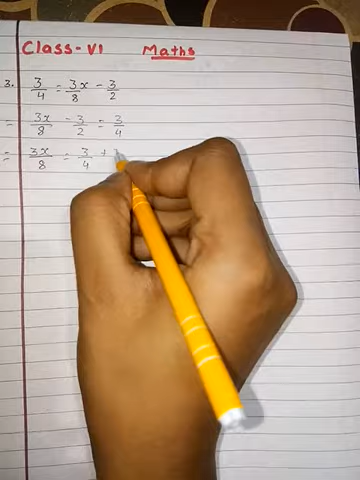 Class-VI Maths
3. 3/4 = 3x/8 - 3/2
= 3x/8 - 3/2 = 3/4
= 3x/8 = 3/4 +